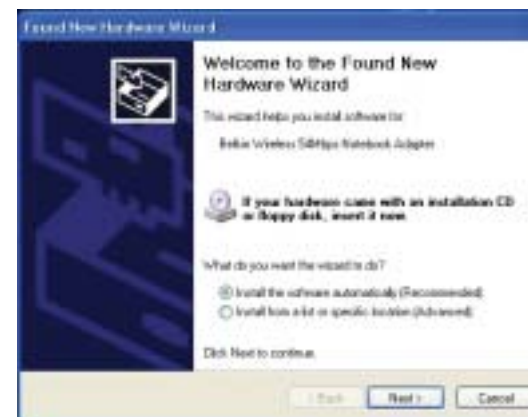 Found New Hardware Wizard
Welcome to the Found New
Hardware Wizard
This wizard helps you install software for:
Belkin Wireless 54Mbps Notebook Adapter
If your hardware came with an installation CD
or floppy disk, insert it now.
What do you want the wizard to do?
Install the software automatically (Recommended)
Install from a list or specific location (Advanced)
Click Next to continue.
< Back
Next >
Cancel